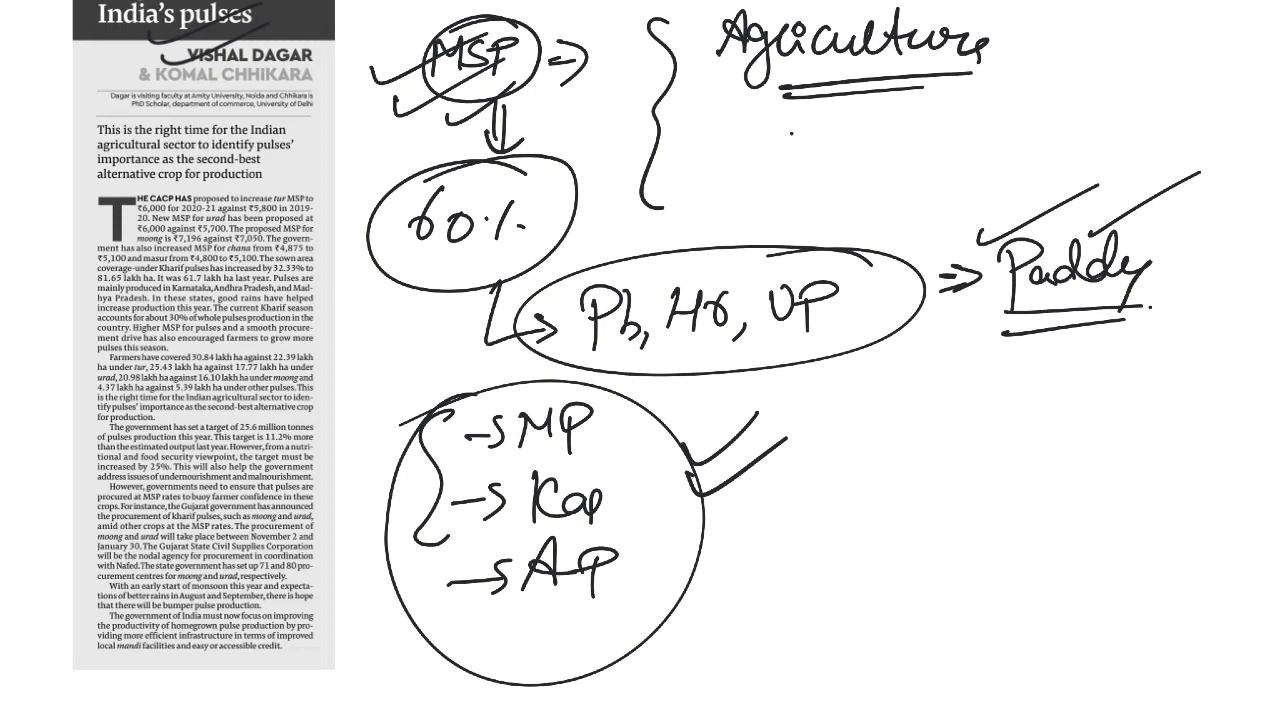 India's pulses
VISHAL DAGAR
& KOMAL CHHIKARA
Dagar is visiting faculty at Amity University, Noida and Chhikara is
PhD Scholar, department of commerce, University of Delhi
This is the right time for the Indian
agricultural sector to identify pulses'
importance as the second-best
alternative crop for production
THE CACP HAS proposed to increase tur MSP to
₹6,000 for 2020-21 against ₹5,800 in 2019-
20. New MSP for urad has been proposed at
₹6,000 against ₹5,700. The proposed MSP for
moong is ₹7,196 against ₹7,050. The govern-
ment has also increased MSP for chana from ₹4,875 to
₹5,100 and masur from ₹4,800 to ₹5,100. The sown area
coverage-under Kharif pulses has increased by 32.33% to
81.65 lakh ha. It was 61.7 lakh ha last year. Pulses are
mainly produced in Karnataka, Andhra Pradesh, and Mad-
hya Pradesh. In these states, good rains have helped
increase production this year. The current Kharif season
accounts for about 30% of whole pulses production in the
country. Higher MSP for pulses and a smooth procure-
ment drive has also encouraged farmers to grow more
pulses this season.
Farmers have covered 30.84 lakh ha against 22.39 lakh
ha under tur, 25.43 lakh ha against 17.77 lakh ha under
urad, 20.98 lakh ha against 16.10 lakh ha under moong and
4.37 lakh ha against 5.39 lakh ha under other pulses. This
is the right time for the Indian agricultural sector to iden-
tify pulses' importance as the second-best alternative crop
for production.
The government has set a target of 25.6 million tonnes
of pulses production this year. This target is 11.2% more
than the estimated output last year. However, from a nutri-
tional and food security viewpoint, the target must be
increased by 25%. This will also help the government
address issues of undernourishment and malnourishment.
However, governments need to ensure that pulses are
procured at MSP rates to buoy farmer confidence in these
crops. For instance, the Gujarat government has announced
the procurement of kharif pulses, such as moong and urad,
amid other crops at the MSP rates. The procurement of
moong and urad will take place between November 2 and
January 30. The Gujarat State Civil Supplies Corporation
will be the nodal agency for procurement in coordination
with Nafed. The state government has set up 71 and 80 pro-
curement centres for moong and urad, respectively.
With an early start of monsoon this year and expecta-
tions of better rains in August and September, there is hope
that there will be bumper pulse production.
The government of India must now focus on improving
the productivity of homegrown pulse production by pro-
viding more efficient infrastructure in terms of improved
local mandi facilities and easy or accessible credit.
MSP ⇒ Agriculture
60%
Pb, Hr, UP ⇒ Paddy
→ MP
→ Kar
→ AP